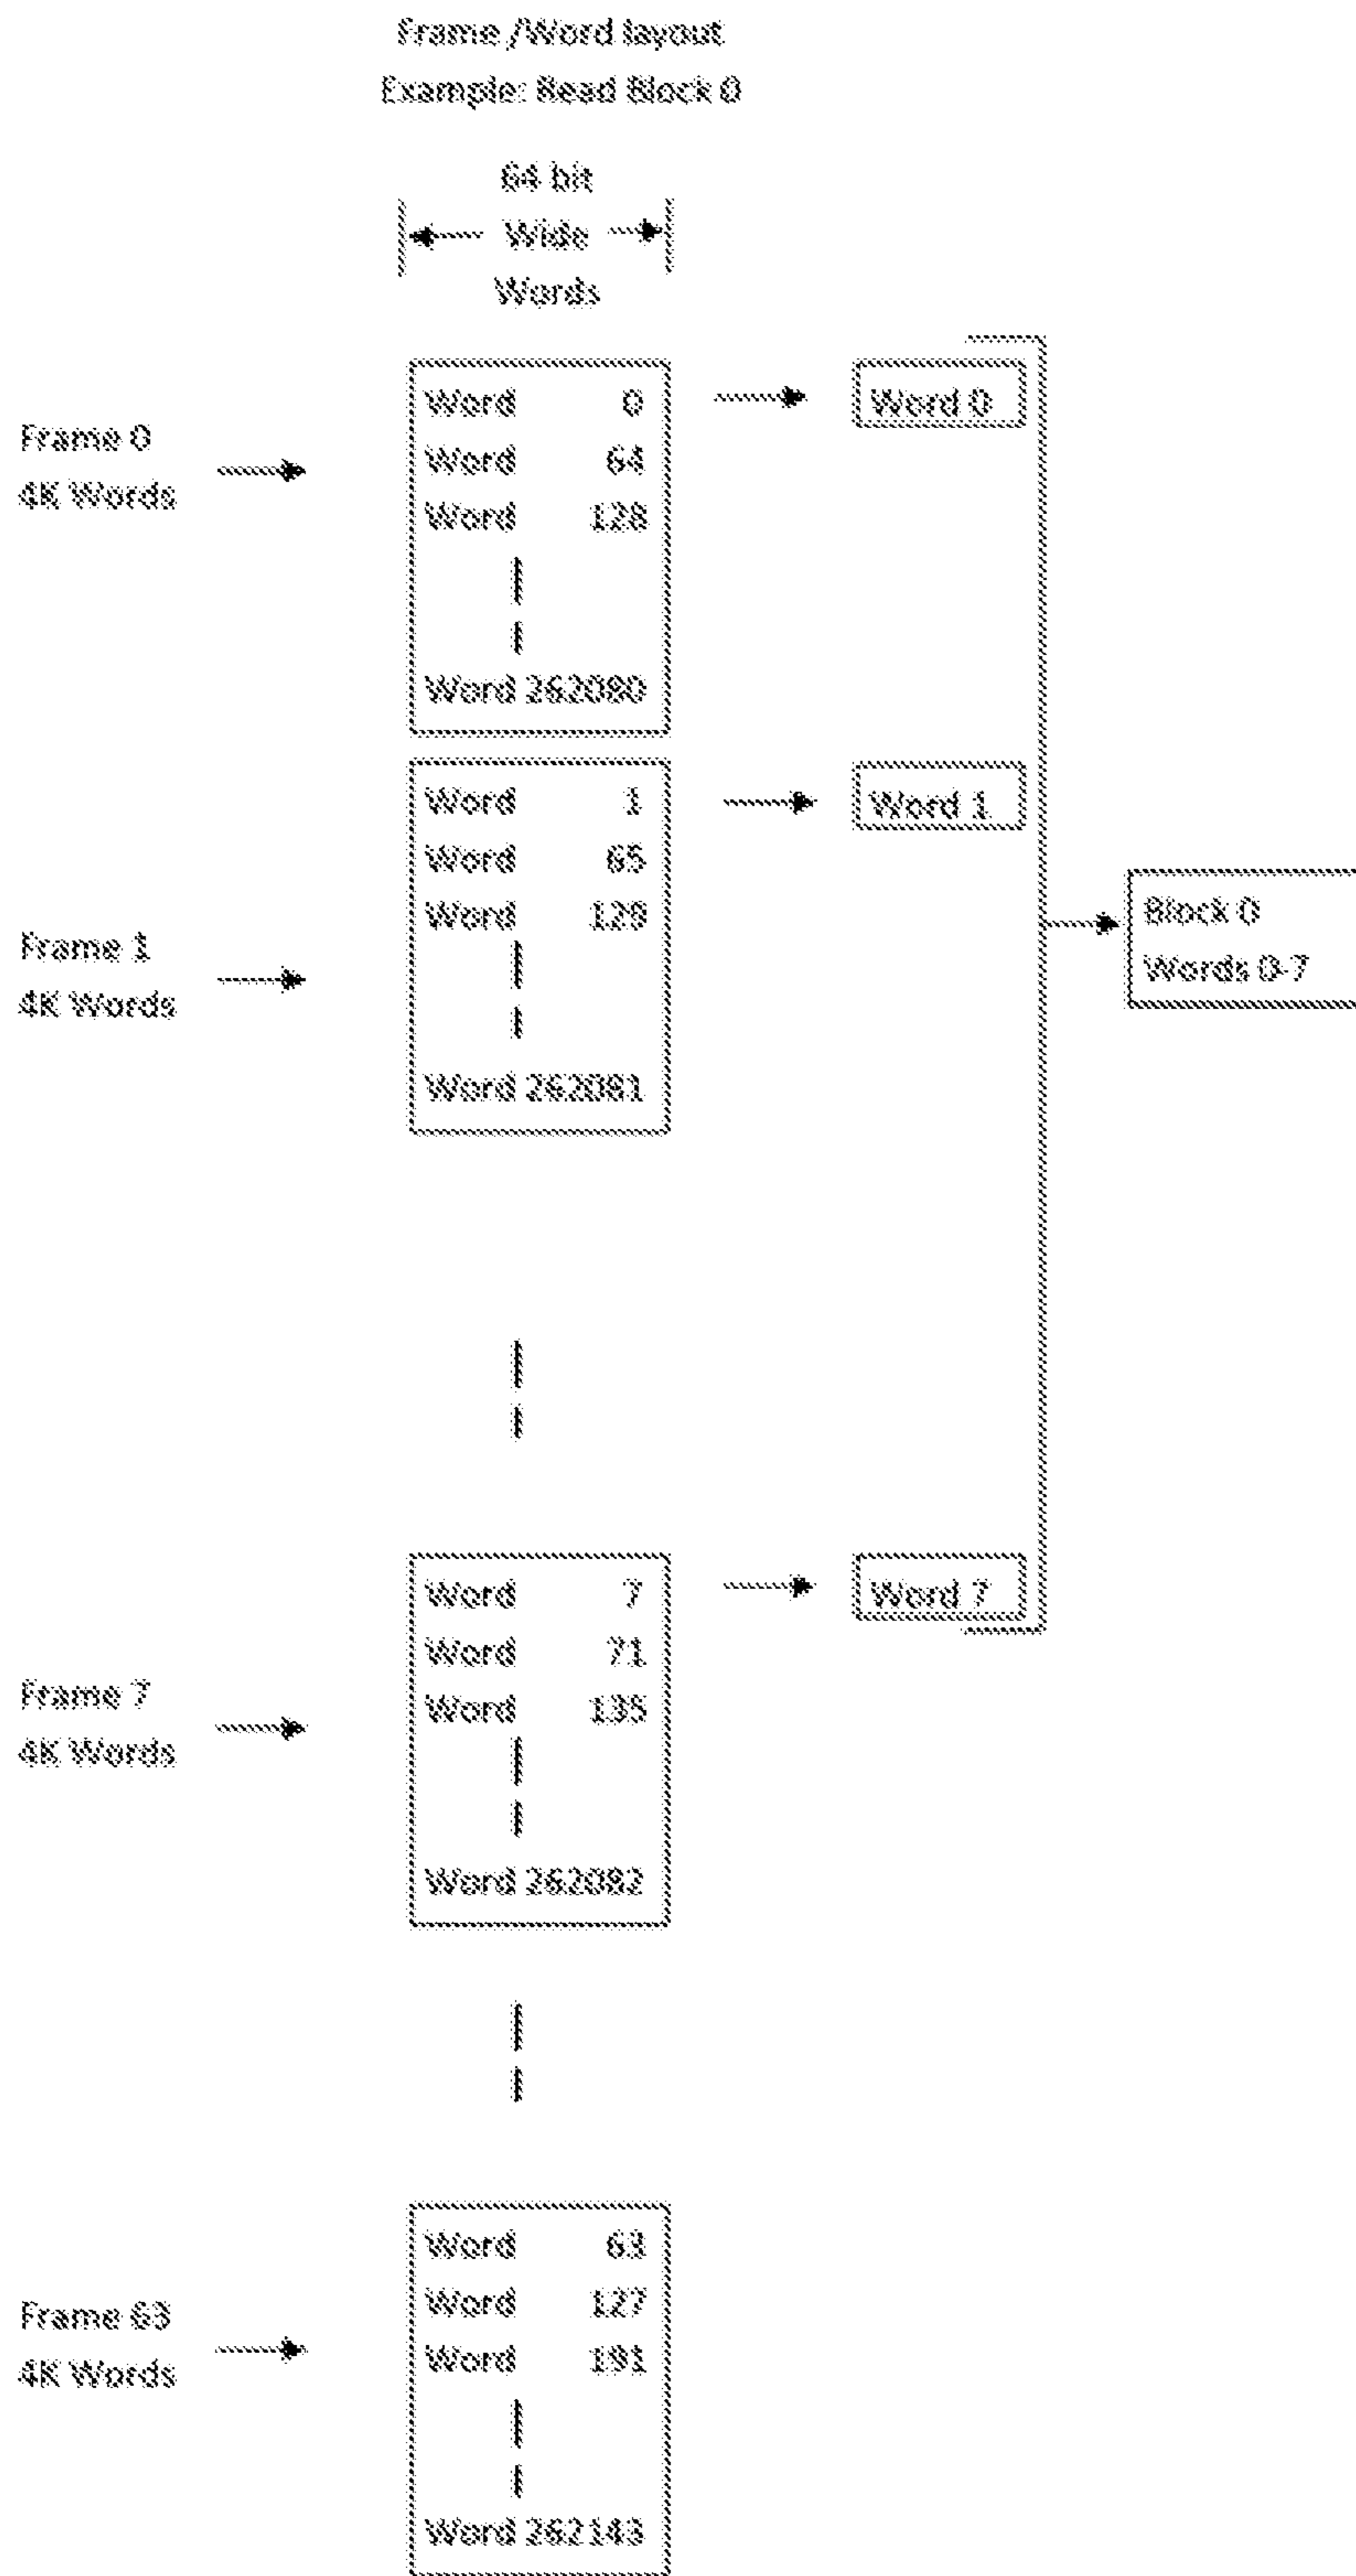 Frame /Word layout
Example: Read Block 0
64 bit
Wide
Words
Frame 0
4K Words
Word 0
Word 64
Word 128
Word 262080
Word 0
Frame 1
4K Words
Word 1
Word 65
Word 129
Word 262081
Word 1
Block 0
Words 0-7
Frame 7
4K Words
Word 7
Word 71
Word 135
Word 262082
Word 7
Frame 63
4K Words
Word 63
Word 127
Word 191
Word 262143